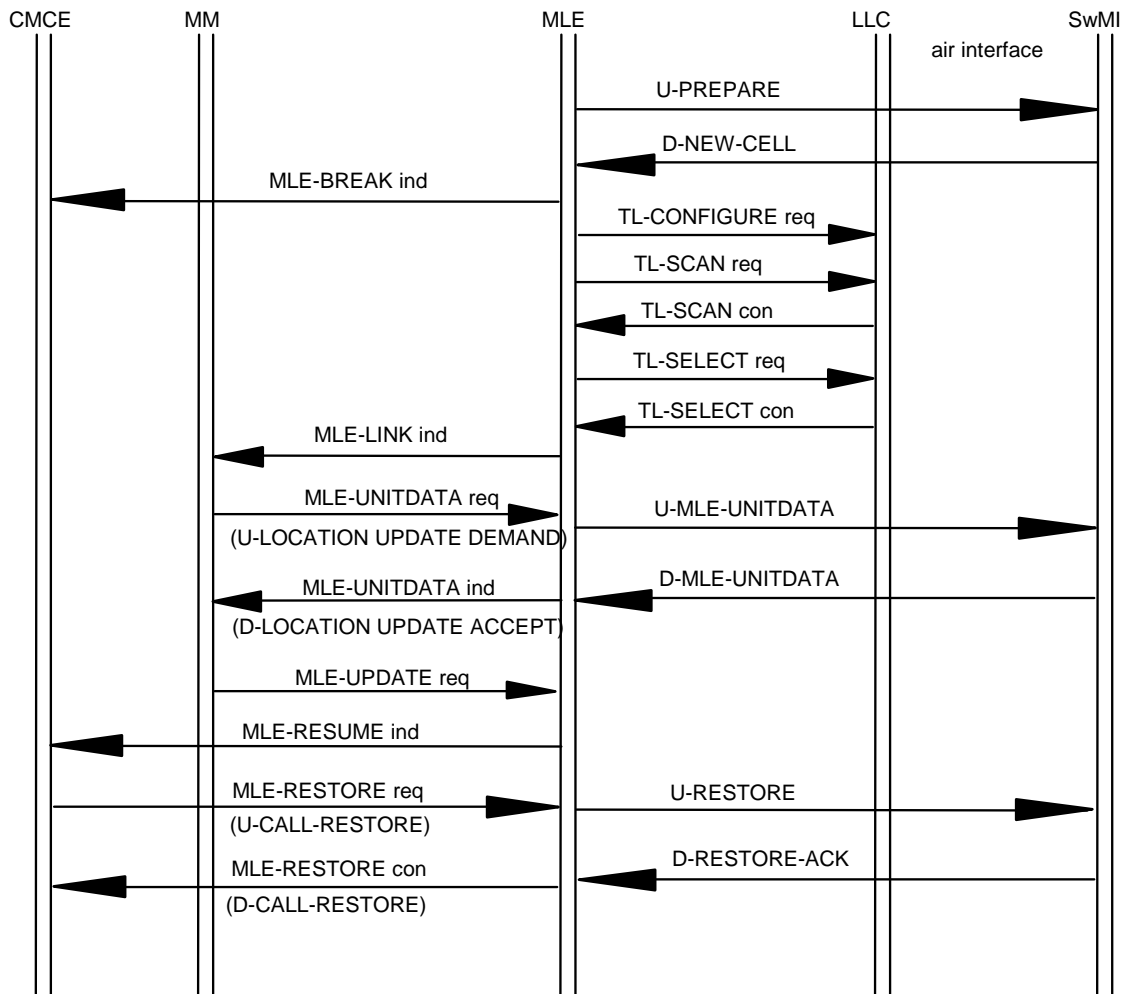 CMCE MM MLE LLC SwMI
air interface
U-PREPARE
D-NEW-CELL
MLE-BREAK ind
TL-CONFIGURE req
TL-SCAN req
TL-SCAN con
TL-SELECT req
TL-SELECT con
MLE-LINK ind
MLE-UNITDATA req
U-MLE-UNITDATA
(U-LOCATION UPDATE DEMAND)
D-MLE-UNITDATA
MLE-UNITDATA ind
(D-LOCATION UPDATE ACCEPT)
MLE-UPDATE req
MLE-RESUME ind
MLE-RESTORE req
U-RESTORE
(U-CALL-RESTORE)
D-RESTORE-ACK
MLE-RESTORE con
(D-CALL-RESTORE)